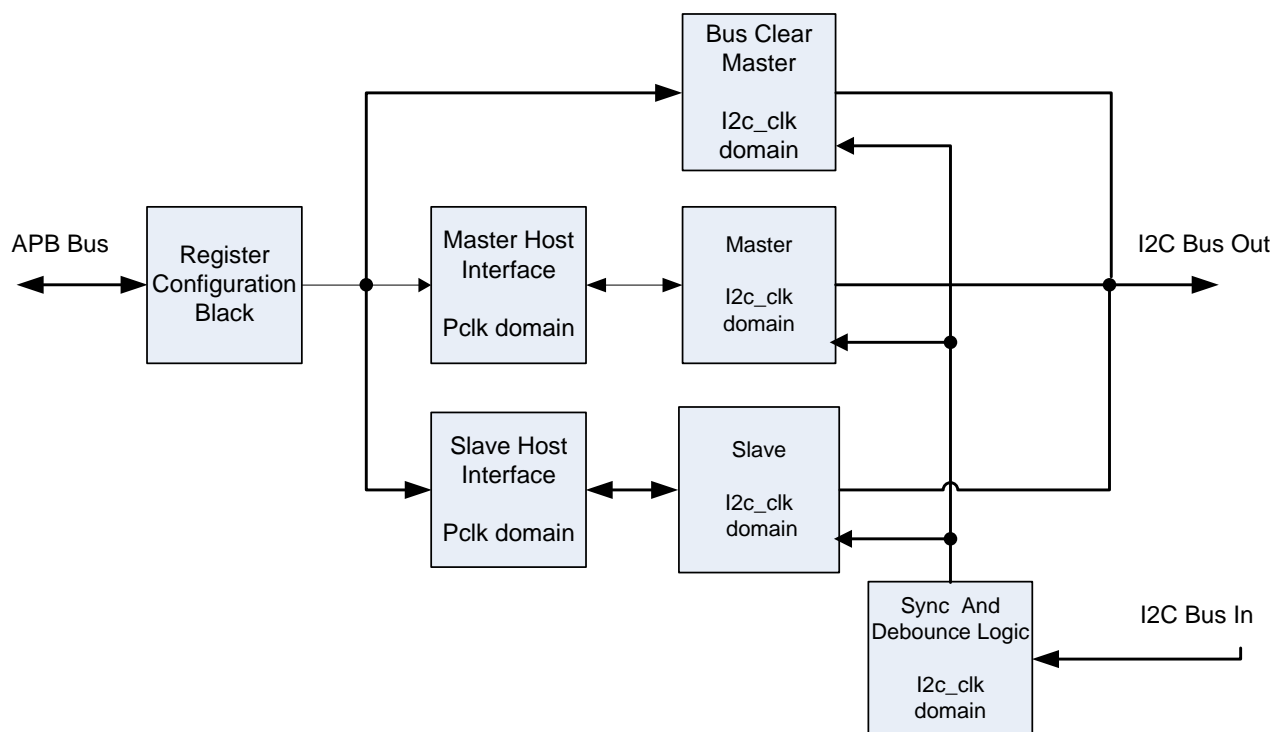 Bus Clear
Master
I2c_clk
domain
APB Bus
Register
Configuration
Black
Master Host
Interface
Pclk domain
Master
I2c_clk
domain
I2C Bus Out
Slave Host
Interface
Pclk domain
Slave
I2c_clk
domain
Sync And
Debounce Logic
I2c_clk
domain
I2C Bus In